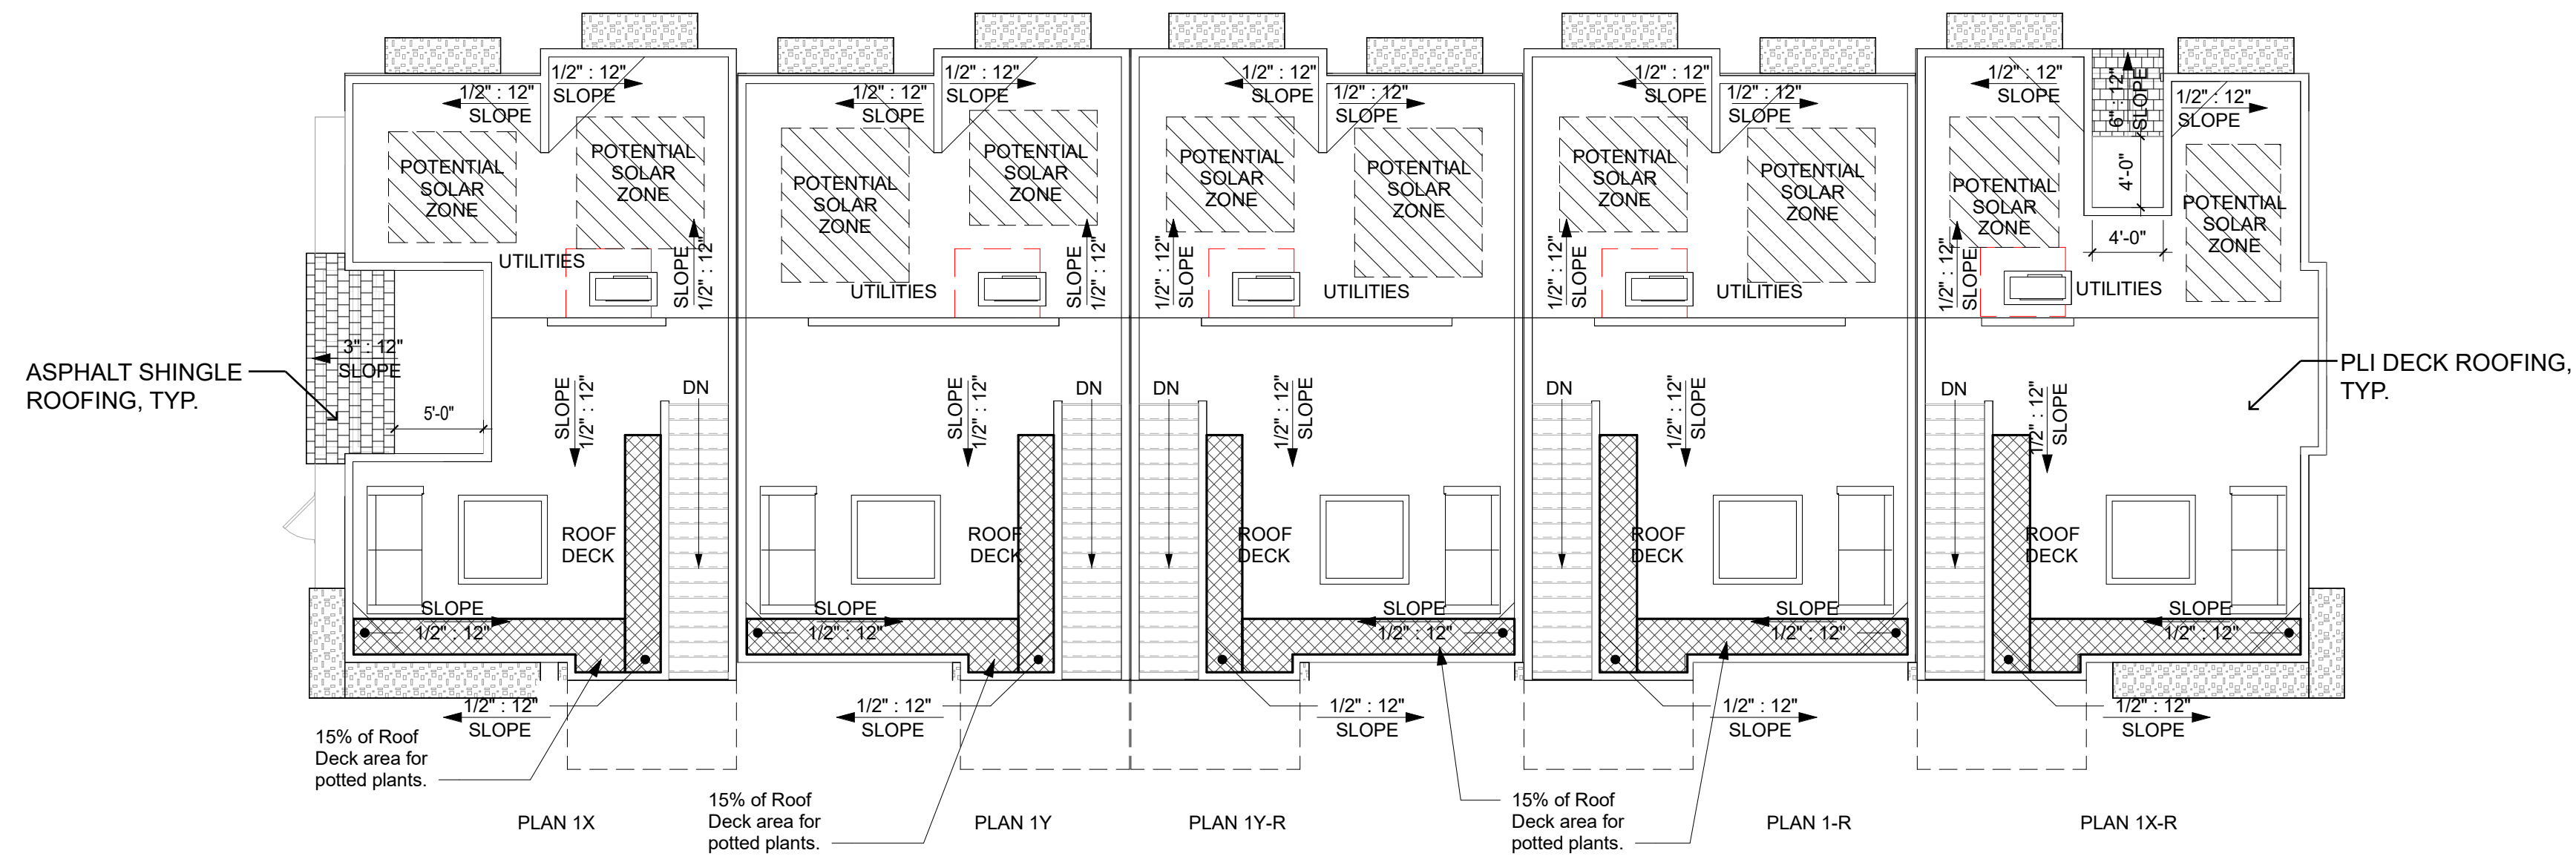 1/2" : 12"
SLOPE
1/2" : 12"
SLOPE
POTENTIAL
SOLAR
ZONE
POTENTIAL
SOLAR
ZONE
UTILITIES
SLOPE
1/2" : 12"
3" : 12"
SLOPE
ASPHALT SHINGLE
ROOFING, TYP.
5'-0"
SLOPE
1/2" : 12"
DN
ROOF
DECK
SLOPE
1/2" : 12"
1/2" : 12"
SLOPE
15% of Roof
Deck area for
potted plants.
PLAN 1X
1/2" : 12"
SLOPE
1/2" : 12"
SLOPE
POTENTIAL
SOLAR
ZONE
POTENTIAL
SOLAR
ZONE
UTILITIES
SLOPE
1/2" : 12"
SLOPE
1/2" : 12"
DN
ROOF
DECK
SLOPE
1/2" : 12"
1/2" : 12"
SLOPE
15% of Roof
Deck area for
potted plants.
PLAN 1Y
1/2" : 12"
SLOPE
1/2" : 12"
SLOPE
POTENTIAL
SOLAR
ZONE
POTENTIAL
SOLAR
ZONE
1/2" : 12"
SLOPE
UTILITIES
DN
1/2" : 12"
SLOPE
ROOF
DECK
SLOPE
1/2" : 12"
1/2" : 12"
SLOPE
PLAN 1Y-R
15% of Roof
Deck area for
potted plants.
1/2" : 12"
SLOPE
1/2" : 12"
SLOPE
POTENTIAL
SOLAR
ZONE
POTENTIAL
SOLAR
ZONE
1/2" : 12"
SLOPE
UTILITIES
DN
1/2" : 12"
SLOPE
ROOF
DECK
SLOPE
1/2" : 12"
1/2" : 12"
SLOPE
PLAN 1-R
1/2" : 12"
SLOPE
6" : 12"
SLOPE
1/2" : 12"
SLOPE
4'-0"
4'-0"
POTENTIAL
SOLAR
ZONE
POTENTIAL
SOLAR
ZONE
1/2" : 12"
SLOPE
UTILITIES
PLI DECK ROOFING,
TYP.
DN
1/2" : 12"
SLOPE
ROOF
DECK
SLOPE
1/2" : 12"
1/2" : 12"
SLOPE
PLAN 1X-R